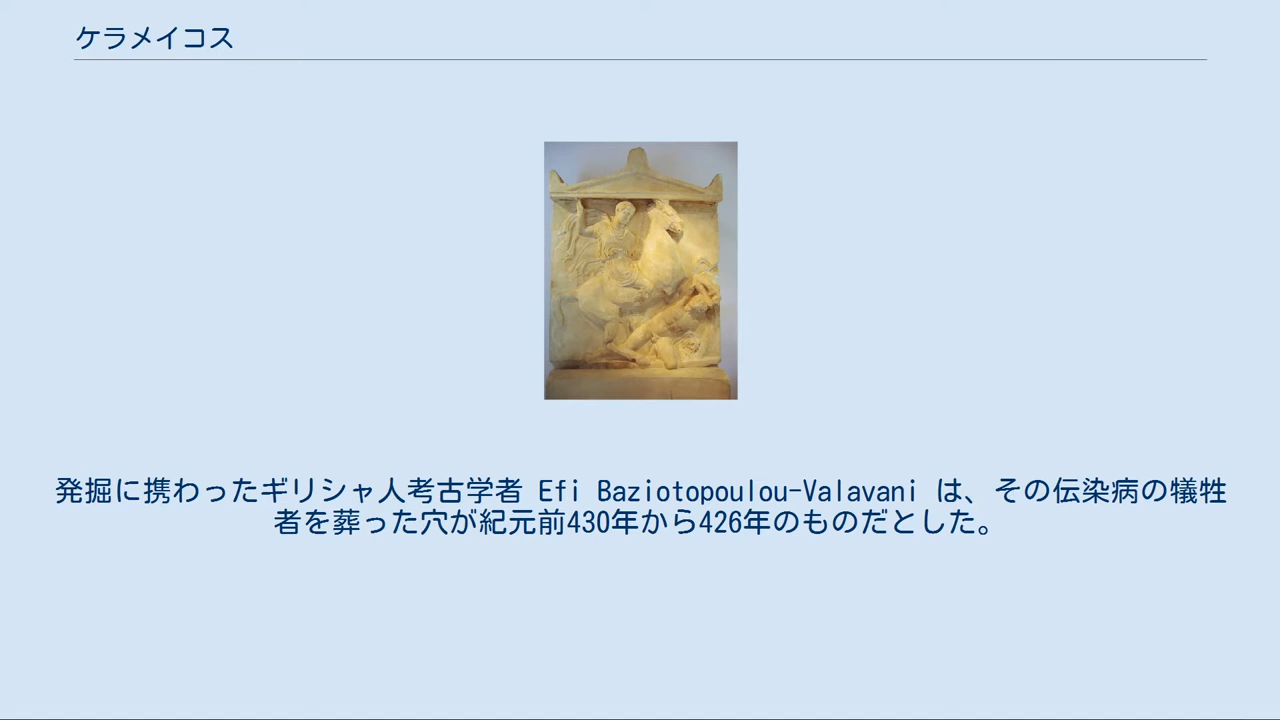 ケラメイコス
発掘に携わったギリシャ人考古学者 Efi Baziotopoulou-Valavani は、その伝染病の犠牲
者を葬った穴が紀元前430年から426年のものだとした。